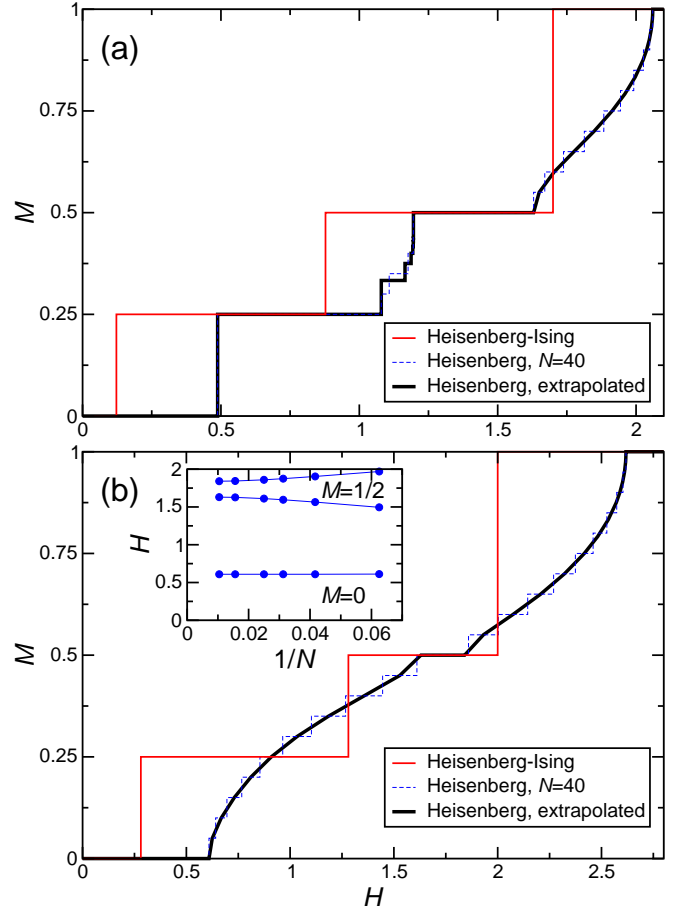 1
(a)
0.75
M
0.5
0.25
Heisenberg-Ising
Heisenberg, N=40
Heisenberg, extrapolated
0
0 0.5 1 1.5 2
1
(b)
2
1.5
M=1/2
H
1
0.5
M=0
0
0 0.02 0.04 0.06
1/N
0.75
M
0.5
0.25
Heisenberg-Ising
Heisenberg, N=40
Heisenberg, extrapolated
0
0 0.5 1 1.5 2 2.5
H